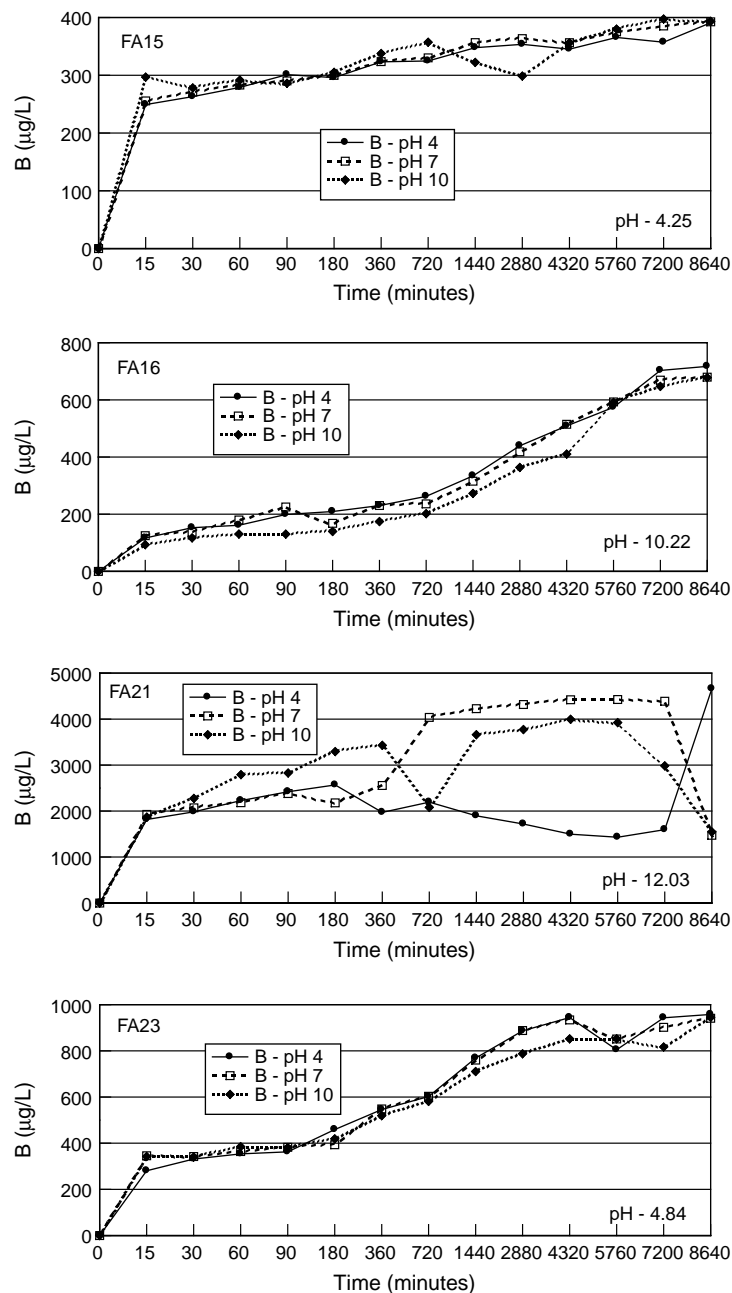 FA15
400
300
200
100
0
B (µg/L)
B - pH 4
B - pH 7
B - pH 10
pH - 4.25
0 15 30 60 90 180 360 720 1440 2880 4320 5760 7200 8640
Time (minutes)
FA16
800
600
400
200
0
B (µg/L)
B - pH 4
B - pH 7
B - pH 10
pH - 10.22
0 15 30 60 90 180 360 720 1440 2880 4320 5760 7200 8640
Time (minutes)
FA21
5000
4000
3000
2000
1000
0
B (µg/L)
B - pH 4
B - pH 7
B - pH 10
pH - 12.03
0 15 30 60 90 180 360 720 1440 2880 4320 5760 7200 8640
Time (minutes)
FA23
1000
800
600
400
200
0
B (µg/L)
B - pH 4
B - pH 7
B - pH 10
pH - 4.84
0 15 30 60 90 180 360 720 1440 2880 4320 5760 7200 8640
Time (minutes)